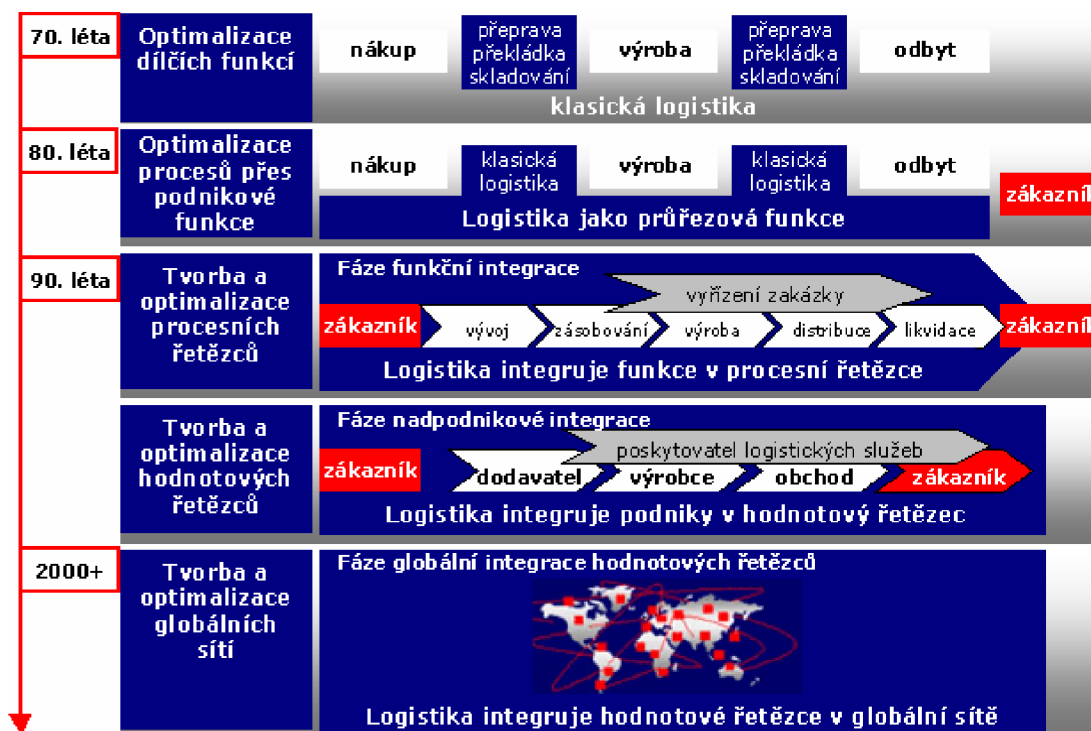 70. léta
Optimalizace
dílčích funkcí
nákup
přeprava
překládka
skladování
výroba
přeprava
překládka
skladování
odbyt
klasická logistika
80. léta
Optimalizace
procesů přes
podnikové
funkce
nákup
klasická
logistika
výroba
klasická
logistika
odbyt
zákazník
Logistika jako průřezová funkce
90. léta
Tvorba a
optimalizace
procesních
řetězců
Fáze funkční integrace
vyřízení zakázky
zákazník
vývoj
zásobování
výroba
distribuce
likvidace
zákazník
Logistika integruje funkce v procesní řetězce
Tvorba a
optimalizace
hodnotových
řetězců
Fáze nadpodnikové integrace
poskytovatel logistických služeb
zákazník
dodavatel
výrobce
obchod
zákazník
Logistika integruje podniky v hodnotový řetězec
2000+
Tvorba a
optimalizace
globálních
sítí
Fáze globální integrace hodnotových řetězců
Logistika integruje hodnotové řetězce v globální sítě